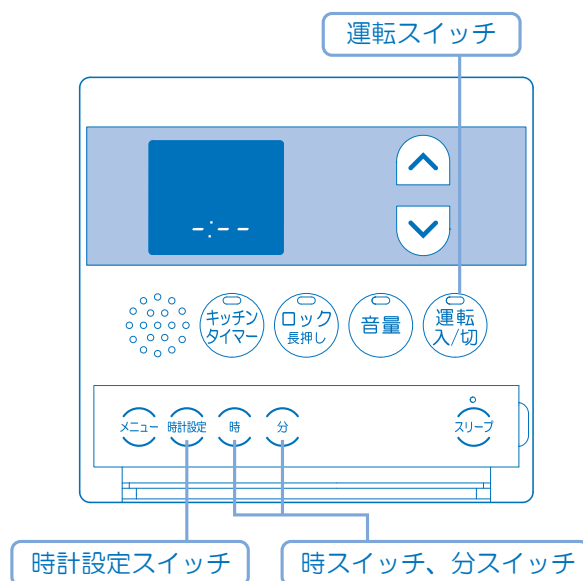 運転スイッチ
-:--
キッチン
タイマー
ロック
長押し
音量
運転
入/切
メニュー
時計設定
時
分
スリープ
時計設定スイッチ
時スイッチ、分スイッチ